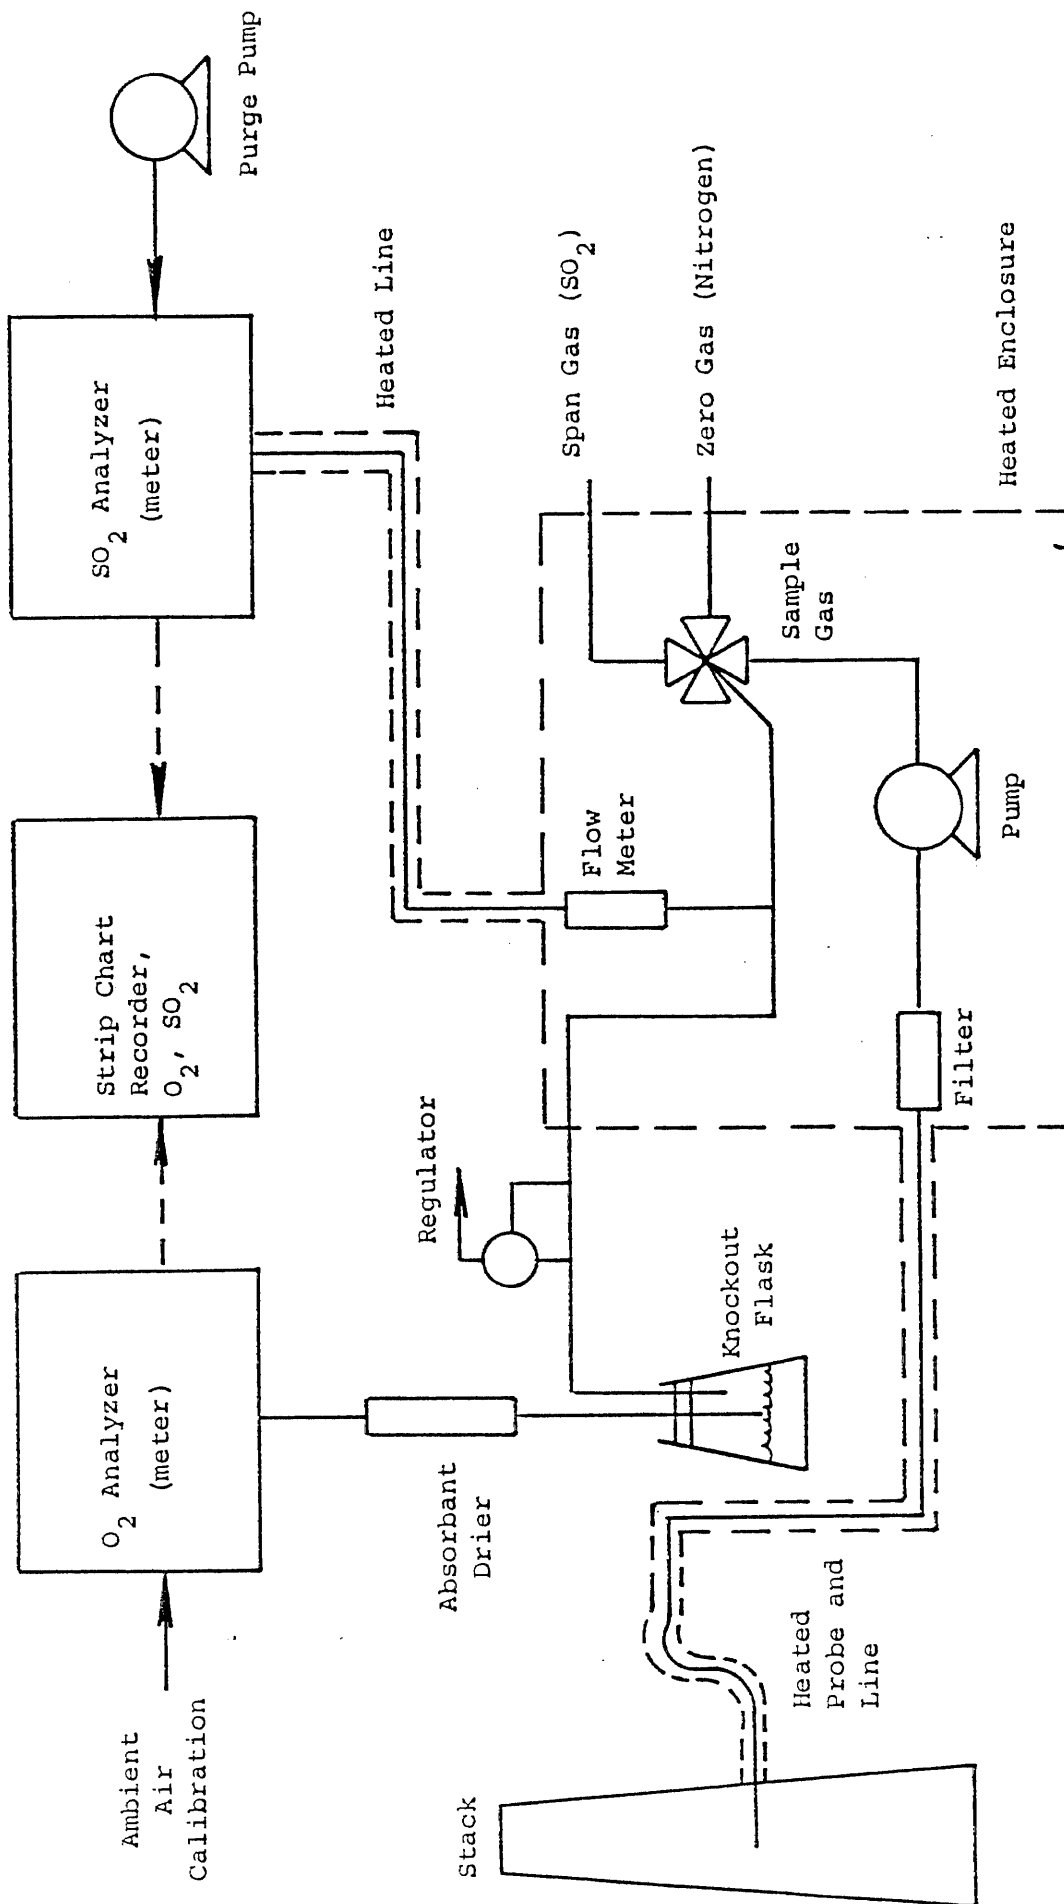 Ambient
Air
Calibration
O2 Analyzer
(meter)
Strip Chart
Recorder,
O2, SO2
SO2 Analyzer
(meter)
Purge Pump
Heated Line
Absorbant
Drier
Regulator
Flow
Meter
Span Gas (SO2)
Zero Gas (Nitrogen)
Stack
Knockout
Flask
Sample
Gas
Heated
Probe and
Line
Filter
Pump
Heated Enclosure